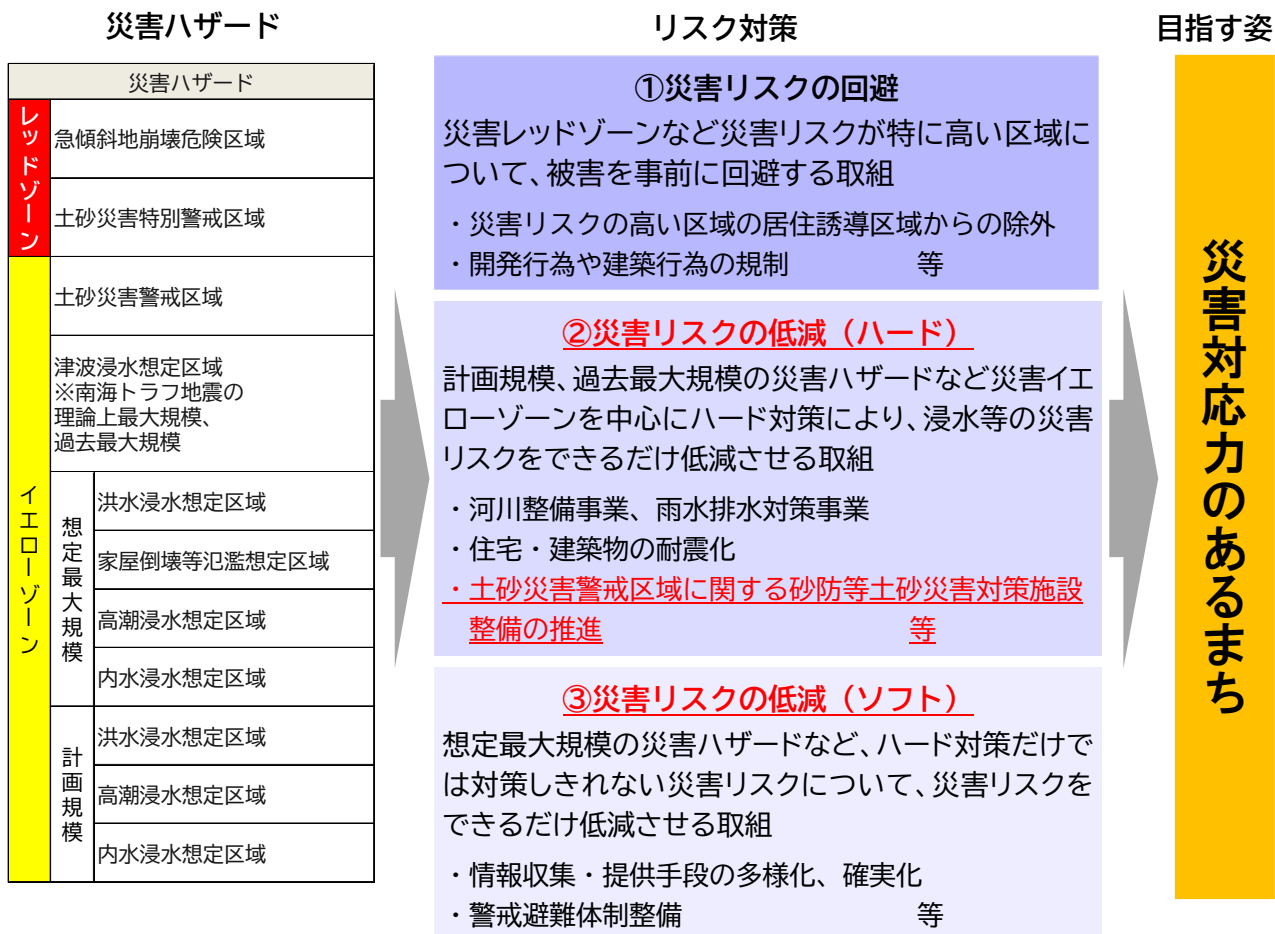 災害ハザード
リスク対策
目指す姿
災害ハザード
レッドゾーン
急傾斜地崩壊危険区域
土砂災害特別警戒区域
イエローゾーン
土砂災害警戒区域
津波浸水想定区域
※南海トラフ地震の
理論上最大規模、
過去最大規模
想定最大規模
洪水浸水想定区域
家屋倒壊等氾濫想定区域
高潮浸水想定区域
内水浸水想定区域
計画規模
洪水浸水想定区域
高潮浸水想定区域
内水浸水想定区域
①災害リスクの回避
災害レッドゾーンなど災害リスクが特に高い区域に
ついて、被害を事前に回避する取組
・災害リスクの高い区域の居住誘導区域からの除外
・開発行為や建築行為の規制 等
②災害リスクの低減（ハード）
計画規模、過去最大規模の災害ハザードなど災害イエ
ローゾーンを中心にハード対策により、浸水等の災害
リスクをできるだけ低減させる取組
・河川整備事業、雨水排水対策事業
・住宅・建築物の耐震化
・土砂災害警戒区域に関する砂防等土砂災害対策施設
整備の推進 等
③災害リスクの低減（ソフト）
想定最大規模の災害ハザードなど、ハード対策だけで
は対策しきれない災害リスクについて、災害リスクを
できるだけ低減させる取組
・情報収集・提供手段の多様化、確実化
・警戒避難体制整備 等
災害対応力のあるまち